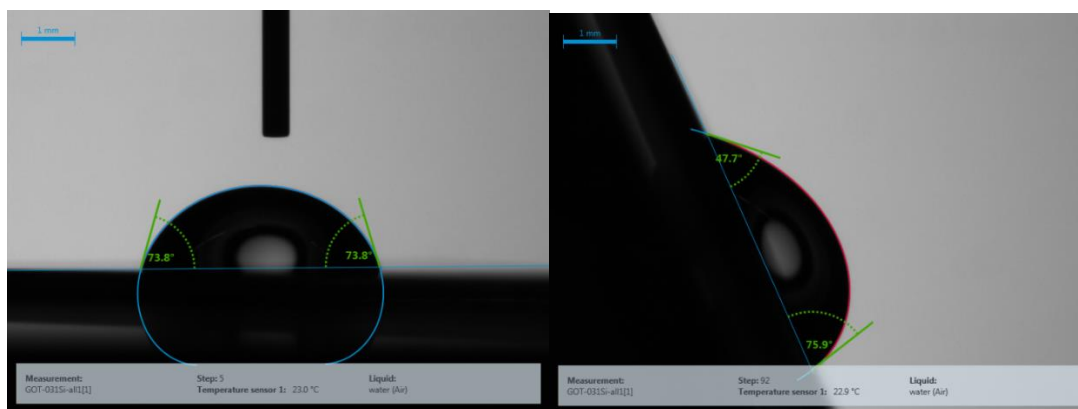 1 mm
73.8°
73.8°
Measurement:
GOT-031Si-all1[1]
Step: 5
Temperature sensor 1: 23.0 °C
Liquid:
water (Air)
1 mm
47.7°
75.9°
Measurement:
GOT-031Si-all1[1]
Step: 92
Temperature sensor 1: 22.9 °C
Liquid:
water (Air)